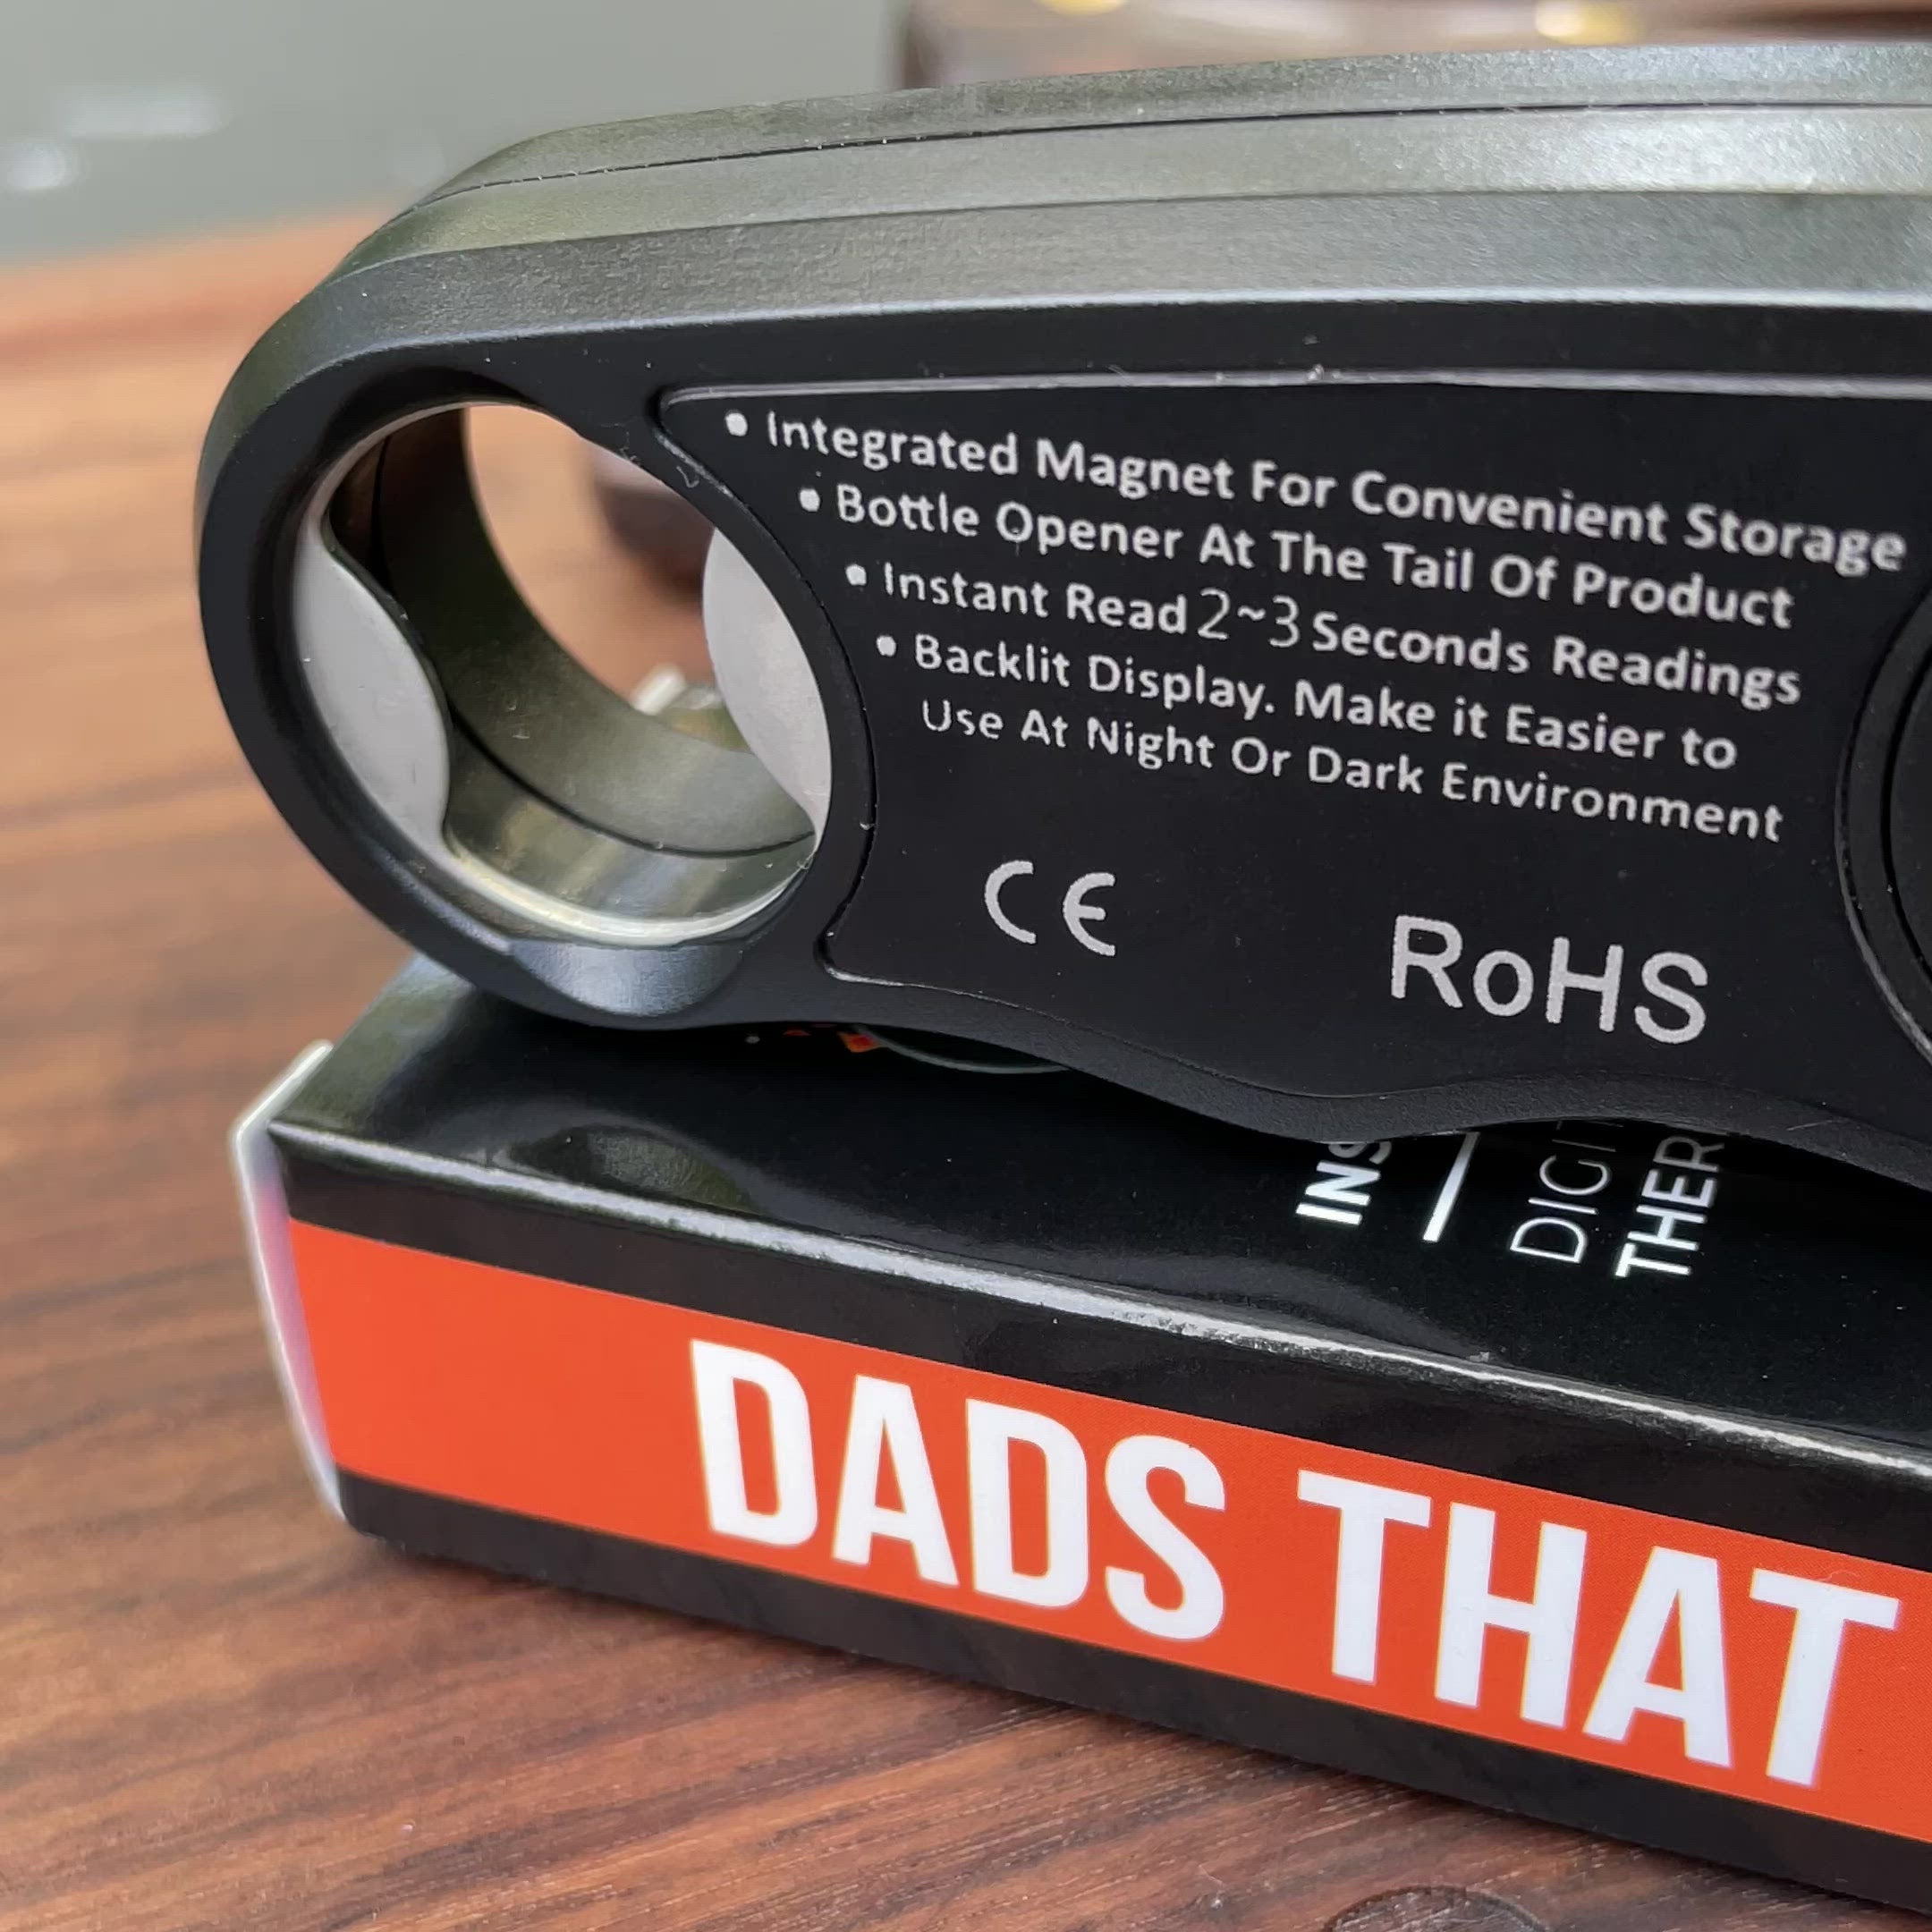 • Integrated Magnet For Convenient Storage
• Bottle Opener At The Tail Of Product
• Instant Read 2~3 Seconds Readings
• Backlit Display. Make it Easier to
Use At Night Or Dark Environment
CE
RoHS
DADS THAT